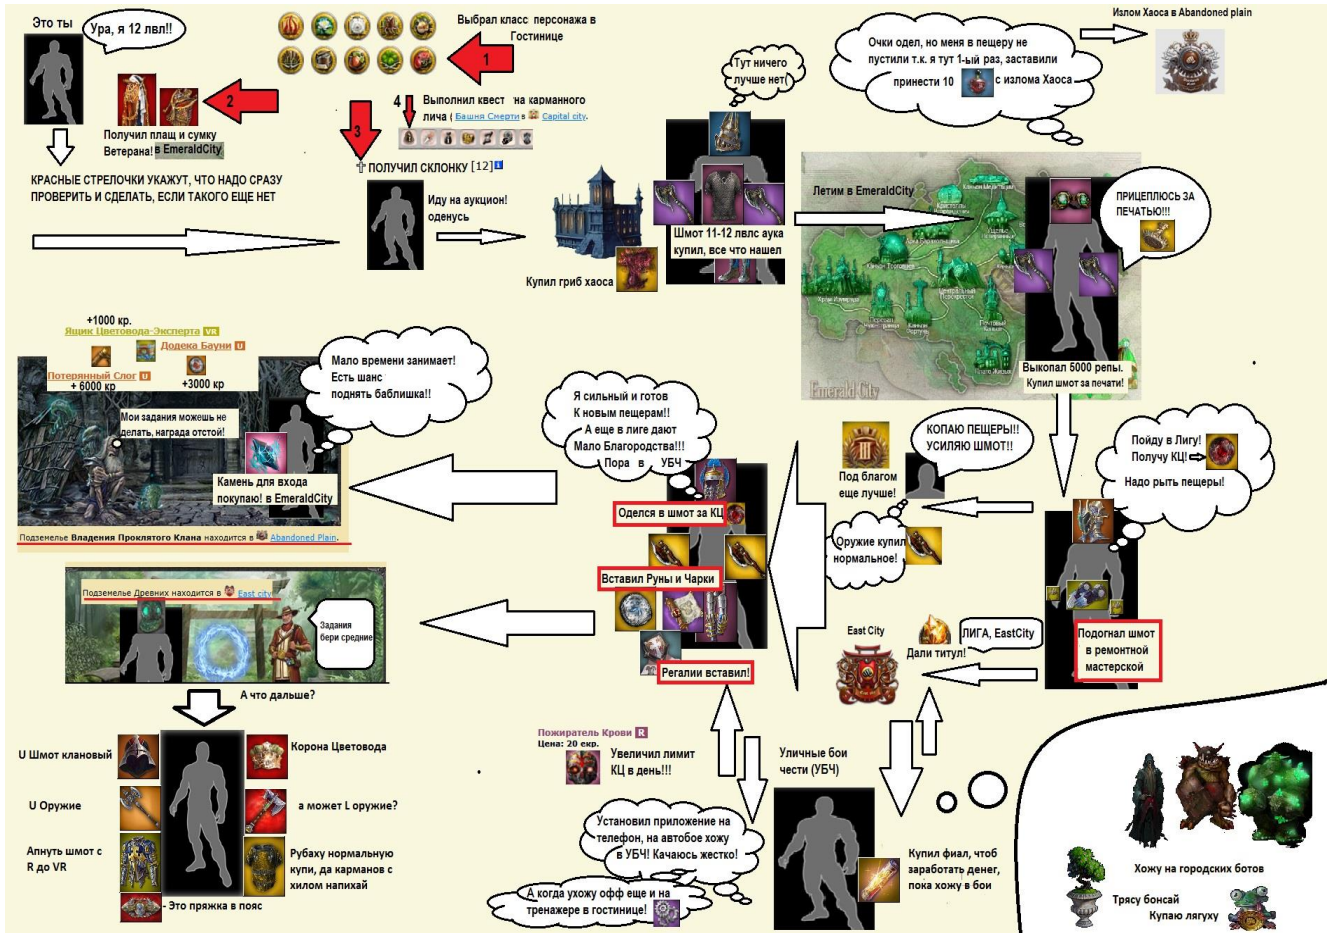 Это ты
Ура, я 12 лвл!!
Выбрал класс персонажа в
Гостинице
1
2
Получил плащ и сумку
Ветерана! в EmeraldCity
КРАСНЫЕ СТРЕЛОЧКИ УКАЖУТ, ЧТО НАДО СРАЗУ
ПРОВЕРИТЬ И СДЕЛАТЬ, ЕСЛИ ТАКОГО ЕЩЕ НЕТ
3
4
Выполнил квест на карманного
лича ( Башня Смерти в Capital city.
ПОЛУЧИЛ СКЛОНКУ [12]
Иду на аукцион!
оденусь
Купил гриб хаоса
Тут ничего
лучше нет(
Шмот 11-12 лвлс аука
купил, все что нашел
Очки одел, но меня в пещеру не
пустили т.к. я тут 1-ый раз, заставили
принести 10 с излома Хаоса
Излом Хаоса в Abandoned plain
Летим в EmeraldCity
ПРИЦЕПЛЮСЬ ЗА
ПЕЧАТЬЮ!!!
Emerald City
Выкопал 5000 репы.
Купил шмот за печати!
+1000 кр.
Ящик Цветовода-Эксперта VR
Додека Бауни U
Потерянный Слог U
+ 6000 кр
+3000 кр
Мало времени занимает!
Есть шанс
поднять баблишка!!
Мои задания можешь не
делать, награда отстой!
Камень для входа
покупаю! в EmeraldCity
Подземелье Владения Проклятого Клана находится в Abandoned Plain.
Я сильный и готов
К новым пещерам!!
А еще в лиге дают
Мало Благородства!!!
Пора в УБЧ
Оделся в шмот за КЦ
Вставил Руны и Чарки
Регалии вставил!
КОПАЮ ПЕЩЕРЫ!!
УСИЛЯЮ ШМОТ!!
Под благом
еще лучше!
Оружие купил
нормальное!
Пойду в Лигу!
Получу КЦ!
Надо рыть пещеры!
Подогнал шмот
в ремонтной
мастерской
ЛИГА, EastCity
East City
Дали титул!
Подземелье Древних находится в East city
Задания
бери средние
А что дальше?
U Шмот клановый
Корона Цветовода
U Оружие
а может L оружие?
Апнуть шмот с
R до VR
Рубаху нормальную
купи, да карманов с
хилом напихай
- Это пряжка в пояс
Пожиратель Крови R
Цена: 20 екр.
Увеличил лимит
КЦ в день!!!
Уличные бои
чести (УБЧ)
Установил приложение на
телефон, на автобое хожу
в УБЧ! Качаюсь жестко!
А когда ухожу офф еще и на
тренажере в гостинице!
Купил фиал, чтоб
заработать денег,
пока хожу в бои
Хожу на городских ботов
Трясу бонсай
Купаю лягуху